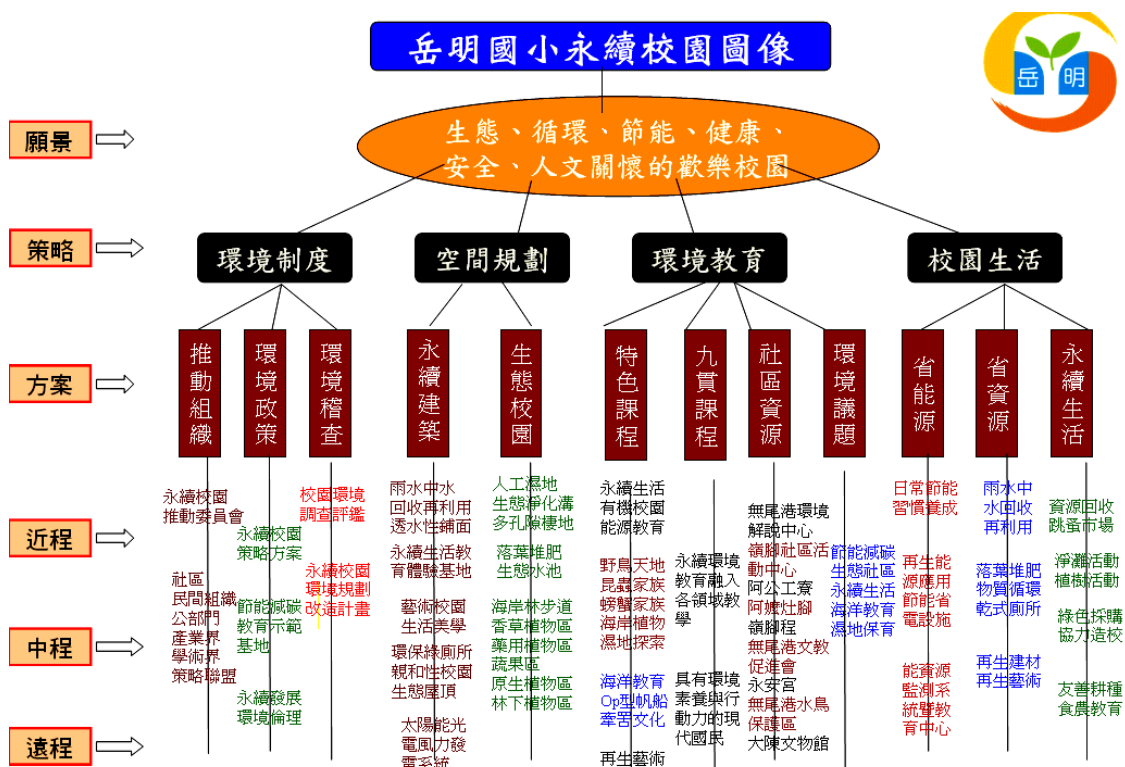 岳明國小永續校園圖像
岳
明
願景
生態、循環、節能、健康、
安全、人文關懷的歡樂校園
策略
環境制度
空間規劃
環境教育
校園生活
方案
推動組織
環境政策
環境稽查
永續建築
生態校園
特色課程
九貫課程
社區資源
環境議題
省能源
省資源
永續生活
近程
中程
遠程
永續校園
推動委員會
社區
民間組織
公部門
產業界
學術界
策略聯盟
永續校園
策略方案
節能減碳
教育示範
基地
永續發展
環境倫理
校園環境
調查評鑑
永續校園
環境規劃
改造計畫
雨水中水
回收再利用
透水性鋪面
永續生活教
育體驗基地
藝術校園
生活美學
環保綠廁所
親和性校園
生態屋頂
太陽能光
電風力發
電系統
人工濕地
生態淨化溝
多孔隙棲地
落葉堆肥
生態水池
海岸林步道
香草植物區
藥用植物區
蔬果區
原生植物區
林下植物區
永續生活
有機校園
能源教育
野鳥天地
昆蟲家族
螃蟹家族
海岸植物
濕地探索
海洋教育
Op型帆船
牽罟文化
再生藝術
永續環境
教育融入
各領域教
學
具有環境
素養與行
動力的現
代國民
無尾港環境
解說中心
嶺腳社區活
動中心
阿公工寮
阿嬤灶腳
嶺腳程
無尾港文教
促進會
永安宮
無尾港水鳥
保護區
大陳文物館
節能減碳
生態社區
永續生活
海洋教育
濕地保育
日常節能
習慣養成
再生能
源應用
節能省
電設施
能資源
監測系
統暨教
育中心
雨水中
水回收
再利用
落葉堆肥
物質循環
乾式廁所
再生建材
再生藝術
資源回收
跳蚤市場
淨灘活動
植樹活動
綠色採購
協力造校
友善耕種
食農教育